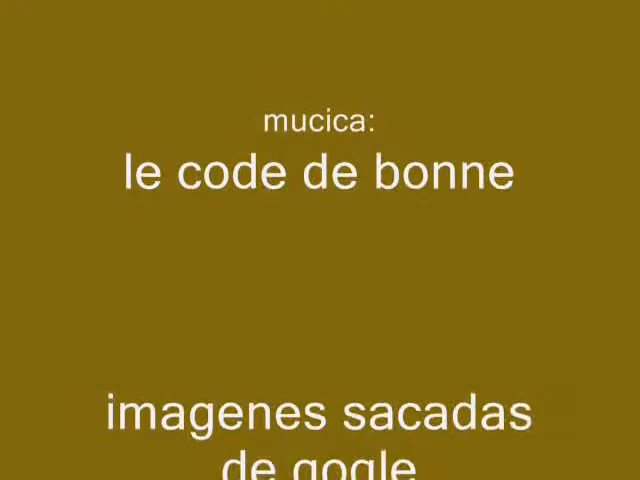 mucica:
le code de bonne
imagenes sacadas
de gogle